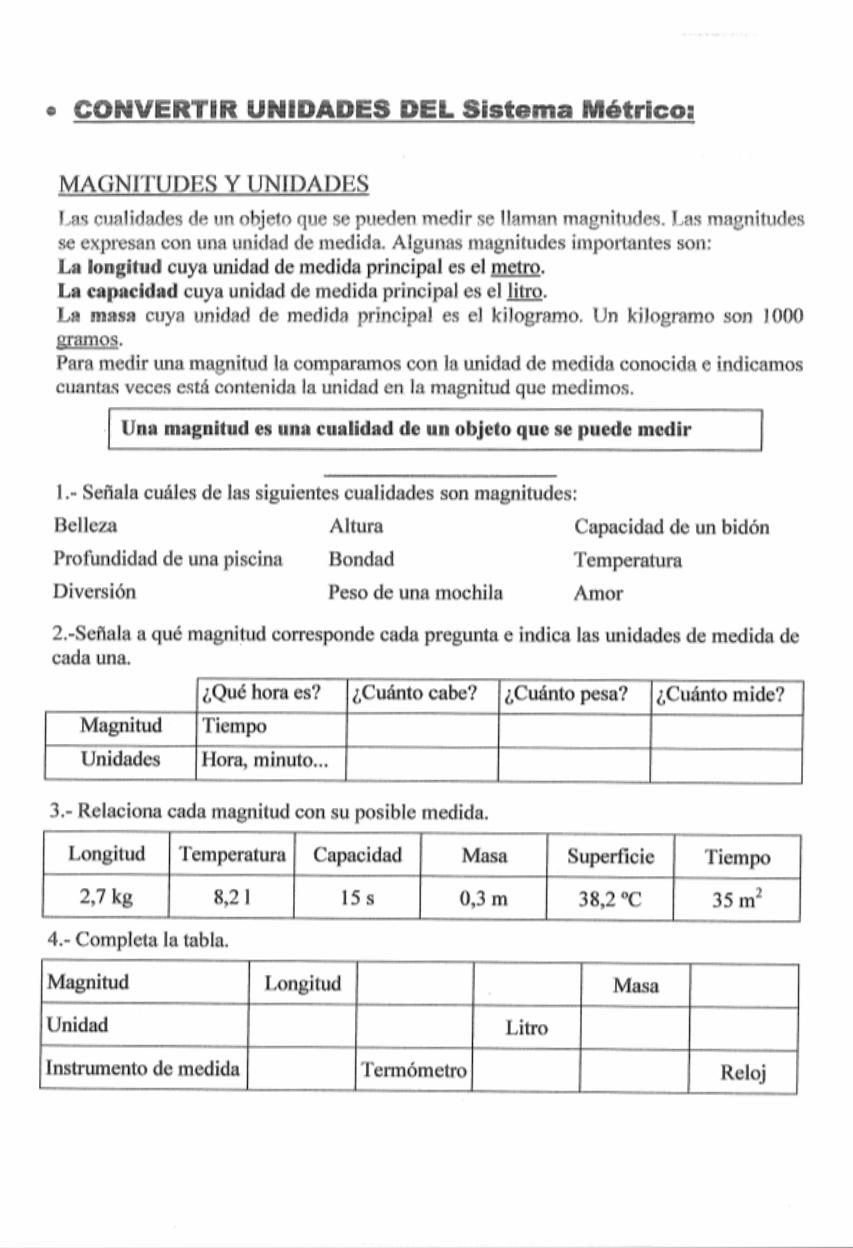 • CONVERTIR UNIDADES DEL Sistema Métrico:
MAGNITUDES Y UNIDADES
Las cualidades de un objeto que se pueden medir se llaman magnitudes. Las magnitudes
se expresan con una unidad de medida. Algunas magnitudes importantes son:
La longitud cuya unidad de medida principal es el metro.
La capacidad cuya unidad de medida principal es el litro.
La masa cuya unidad de medida principal es el kilogramo. Un kilogramo son 1000
gramos.
Para medir una magnitud la comparamos con la unidad de medida conocida e indicamos
cuantas veces está contenida la unidad en la magnitud que medimos.
Una magnitud es una cualidad de un objeto que se puede medir
1.- Señala cuáles de las siguientes cualidades son magnitudes:
Belleza Altura Capacidad de un bidón
Profundidad de una piscina Bondad Temperatura
Diversión Peso de una mochila Amor
2.-Señala a qué magnitud corresponde cada pregunta e indica las unidades de medida de
cada una.
¿Qué hora es? ¿Cuánto cabe? ¿Cuánto pesa? ¿Cuánto mide?
Magnitud Tiempo
Unidades Hora, minuto...
3.- Relaciona cada magnitud con su posible medida.
Longitud Temperatura Capacidad Masa Superficie Tiempo
2,7 kg 8,2 l 15 s 0,3 m 38,2 ºC 35 m²
4.- Completa la tabla.
Magnitud Longitud Masa
Unidad Litro
Instrumento de medida Termómetro Reloj